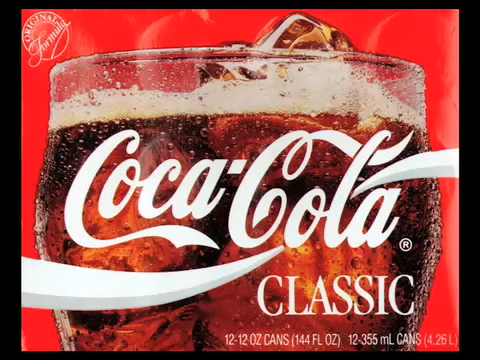 ORIGINAL
Formula
Coca-Cola®
CLASSIC
12-12 OZ CANS (144 FL OZ) 12-355 mL CANS (4.26 L)